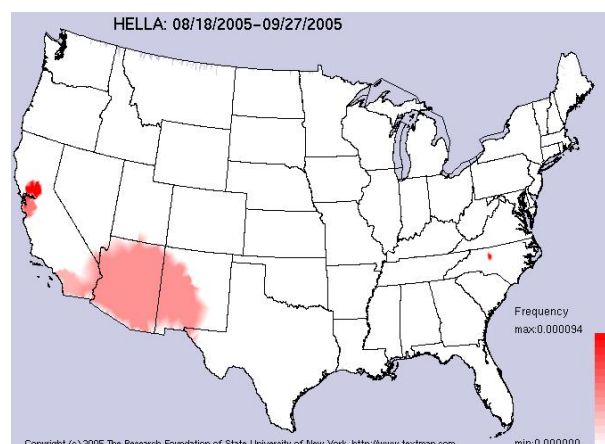 HELLA: 08/18/2005-09/27/2005
Frequency
max:0.000094
min:0.000000
Copyright (c) 2005 The Research Foundation of State University of New York, http://www.textmap.com